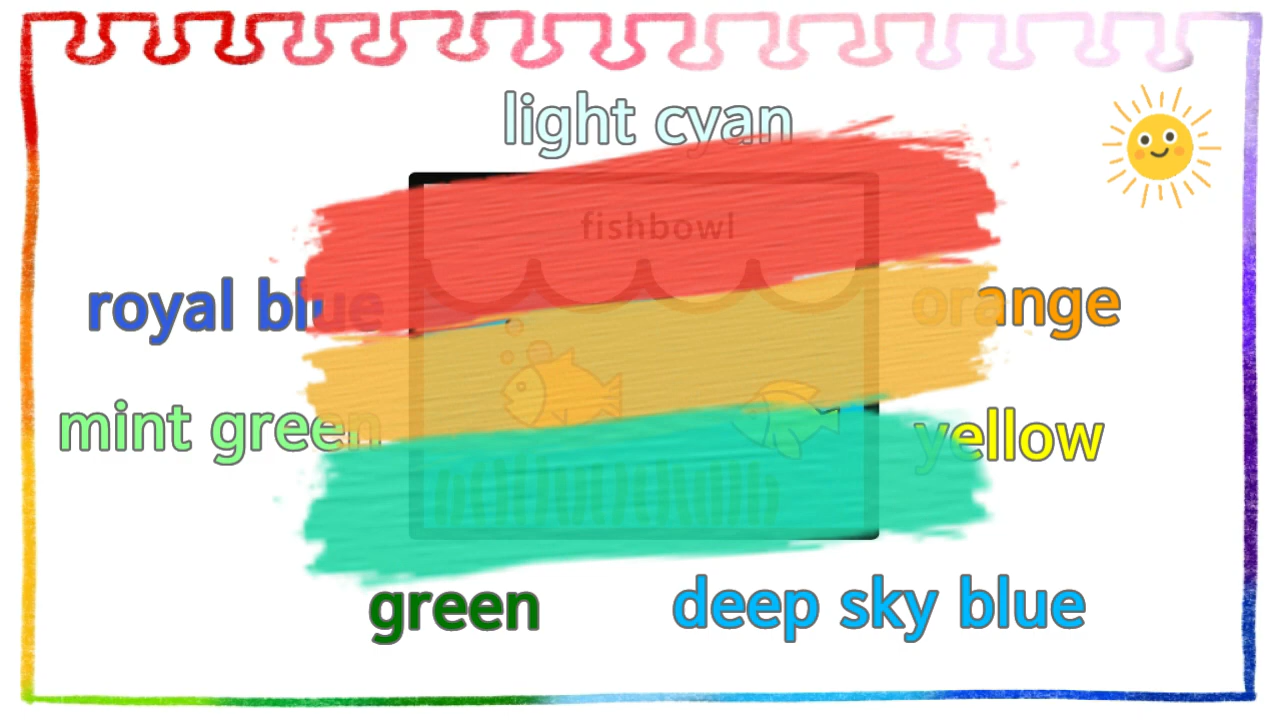 light cyan
fishbowl
royal blue
orange
mint green
yellow
green
deep sky blue